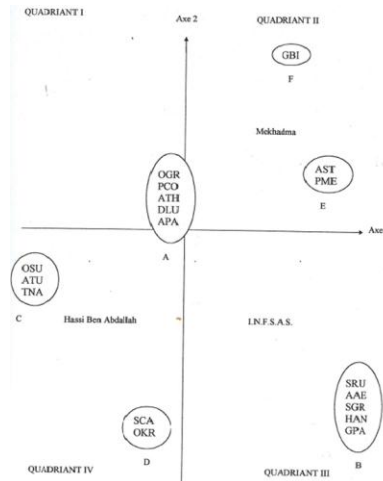 QUADRIANT I
Axe 2
QUADRIANT II
GBI
F
Mekhadma
OGR
PCO
ATH
DLU
APA
AST
PME
E
Axe
A
OSU
ATU
TNA
C
Hassi Ben Abdallah
I.N.F.S.A.S.
SRU
AAE
SGR
HAN
GPA
SCA
OKR
D
B
QUADRIANT IV
QUADRIANT III